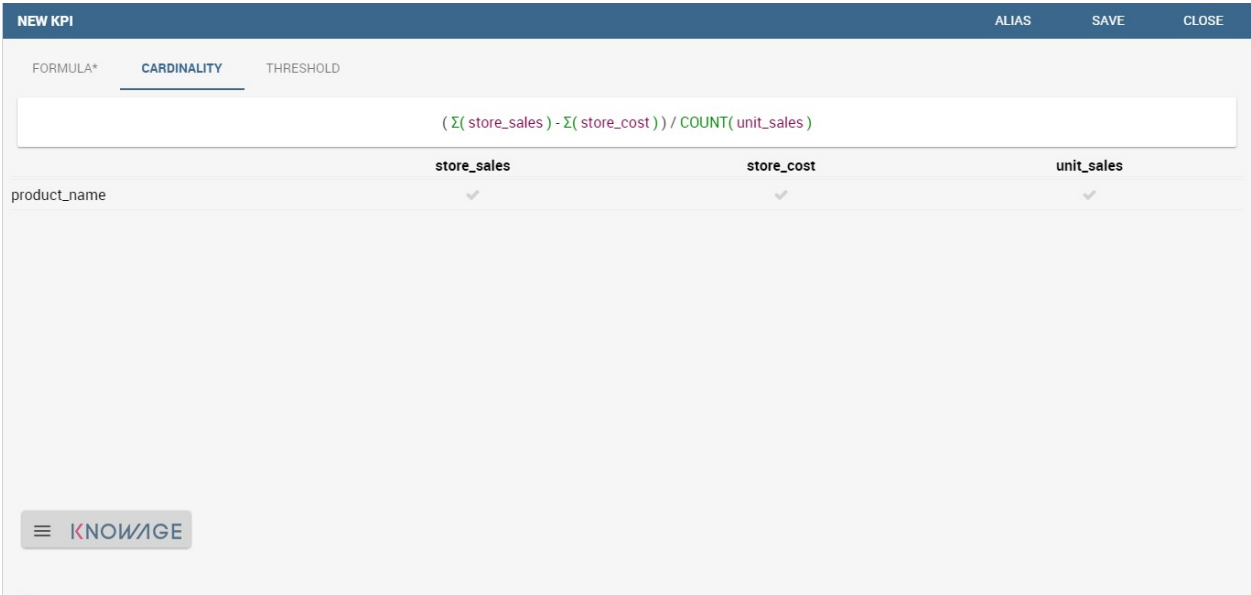 NEW KPI ALIAS SAVE CLOSE
FORMULA* CARDINALITY THRESHOLD
( Σ( store_sales ) - Σ( store_cost ) ) / COUNT( unit_sales )
store_sales store_cost unit_sales
product_name
KNOWAGE